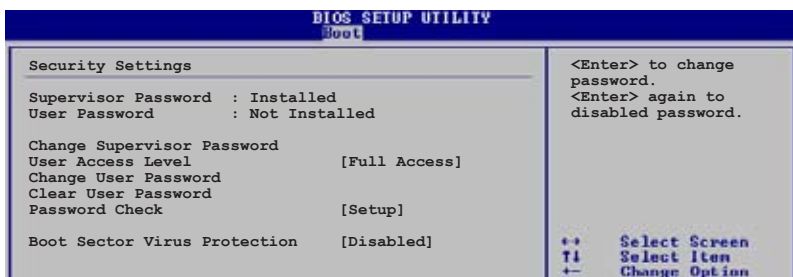 BIOS SETUP UTILITY
Boot
Security Settings
Supervisor Password : Installed
User Password : Not Installed
Change Supervisor Password
User Access Level [Full Access]
Change User Password
Clear User Password
Password Check [Setup]
Boot Sector Virus Protection [Disabled]
<Enter> to change
password.
<Enter> again to
disabled password.
←→ Select Screen
↑↓ Select Item
+- Change Option